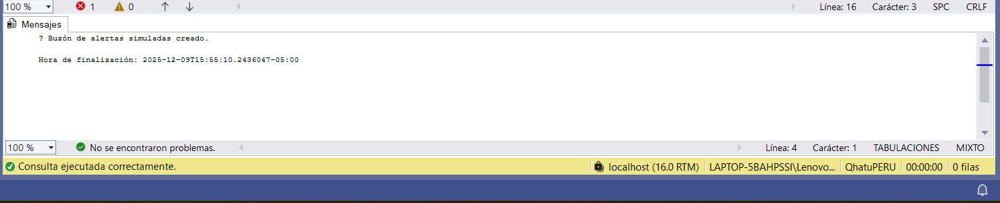 100 % 1 0 Línea: 16 Carácter: 3 SPC CRLF
Mensajes
? Buzón de alertas simuladas creado.
Hora de finalización: 2025-12-09T15:55:10.2436047-05:00
100 % No se encontraron problemas. Línea: 4 Carácter: 1 TABULACIONES MIXTO
Consulta ejecutada correctamente. localhost (16.0 RTM) LAPTOP-5BAHPSSI\Lenovo... QhatuPERU 00:00:00 0 filas